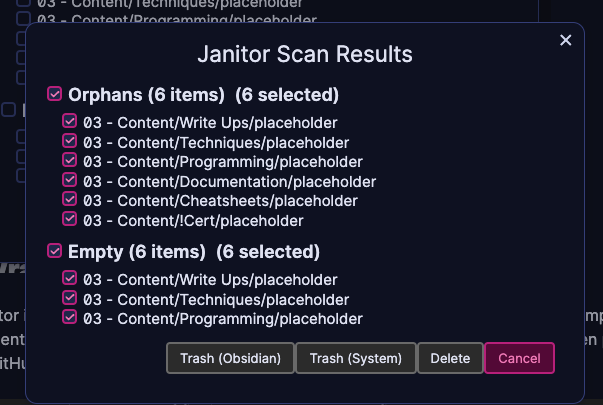 03 - Content/Techniques/placeholder
03 - Content/Programming/placeholder
Janitor Scan Results
Orphans (6 items) (6 selected)
03 - Content/Write Ups/placeholder
03 - Content/Techniques/placeholder
03 - Content/Programming/placeholder
03 - Content/Documentation/placeholder
03 - Content/Cheatsheets/placeholder
03 - Content/!Cert/placeholder
Empty (6 items) (6 selected)
03 - Content/Write Ups/placeholder
03 - Content/Techniques/placeholder
03 - Content/Programming/placeholder
Trash (Obsidian) Trash (System) Delete Cancel